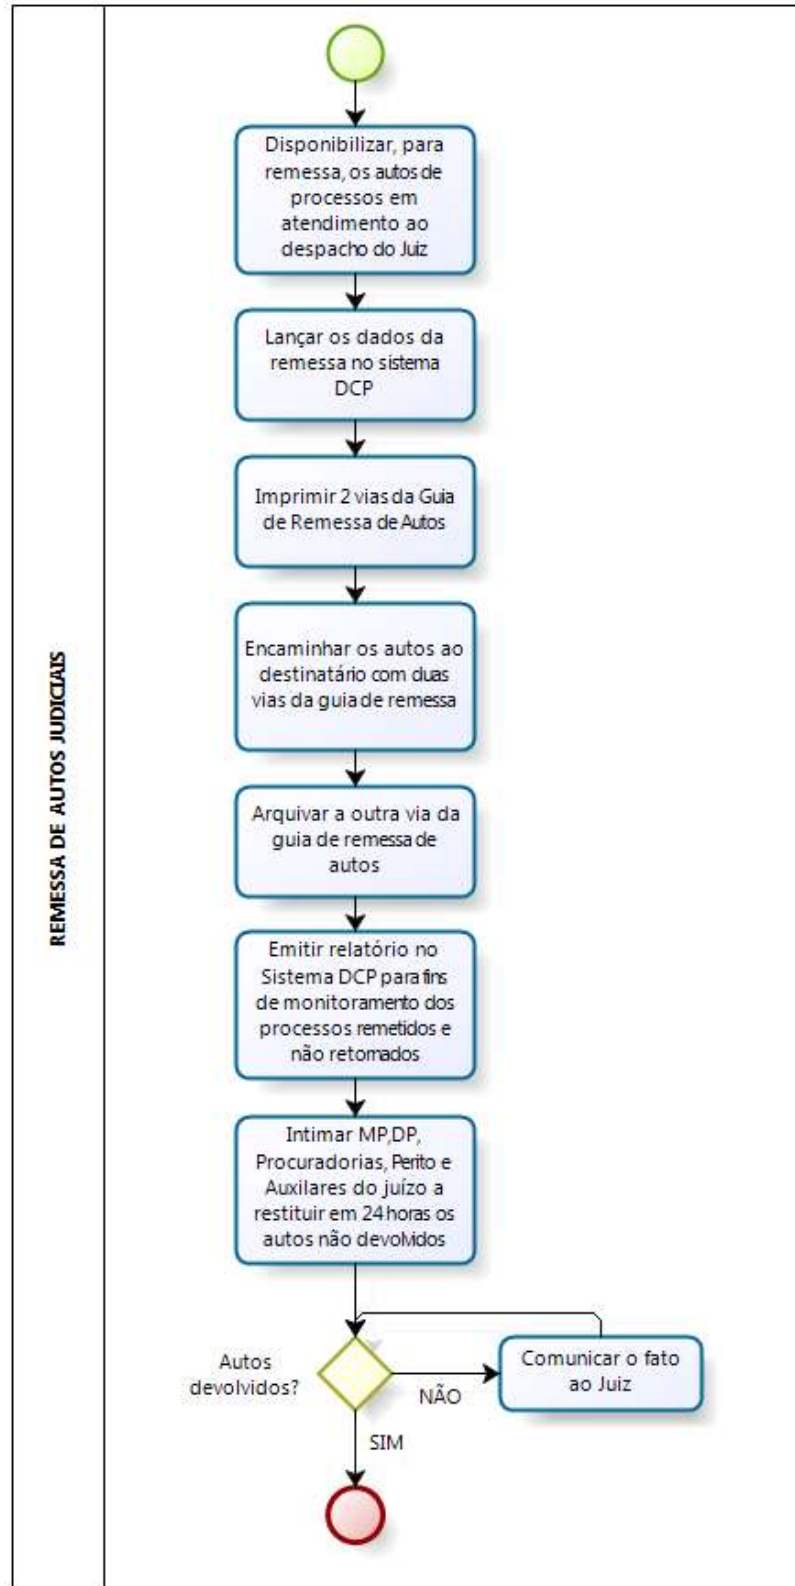 REMESSA DE AUTOS JUDICIAIS
Disponibilizar, para
remessa, os autos de
processos em
atendimento ao
despacho do Juiz
Lançar os dados da
remessa no sistema
DCP
Imprimir 2 vias da Guia
de Remessa de Autos
Encaminhar os autos ao
destinatário com duas
vias da guia de remessa
Arquivar a outra via da
guia de remessa de
autos
Emitir relatório no
Sistema DCP para fins
de monitoramento dos
processos remetidos e
não retornados
Intimar MP,DP,
Procuradorias, Perito e
Auxilares do juízo a
restituir em 24 horas os
autos não devolvidos
Autos
devolvidos?
NÃO
Comunicar o fato
ao Juiz
SIM